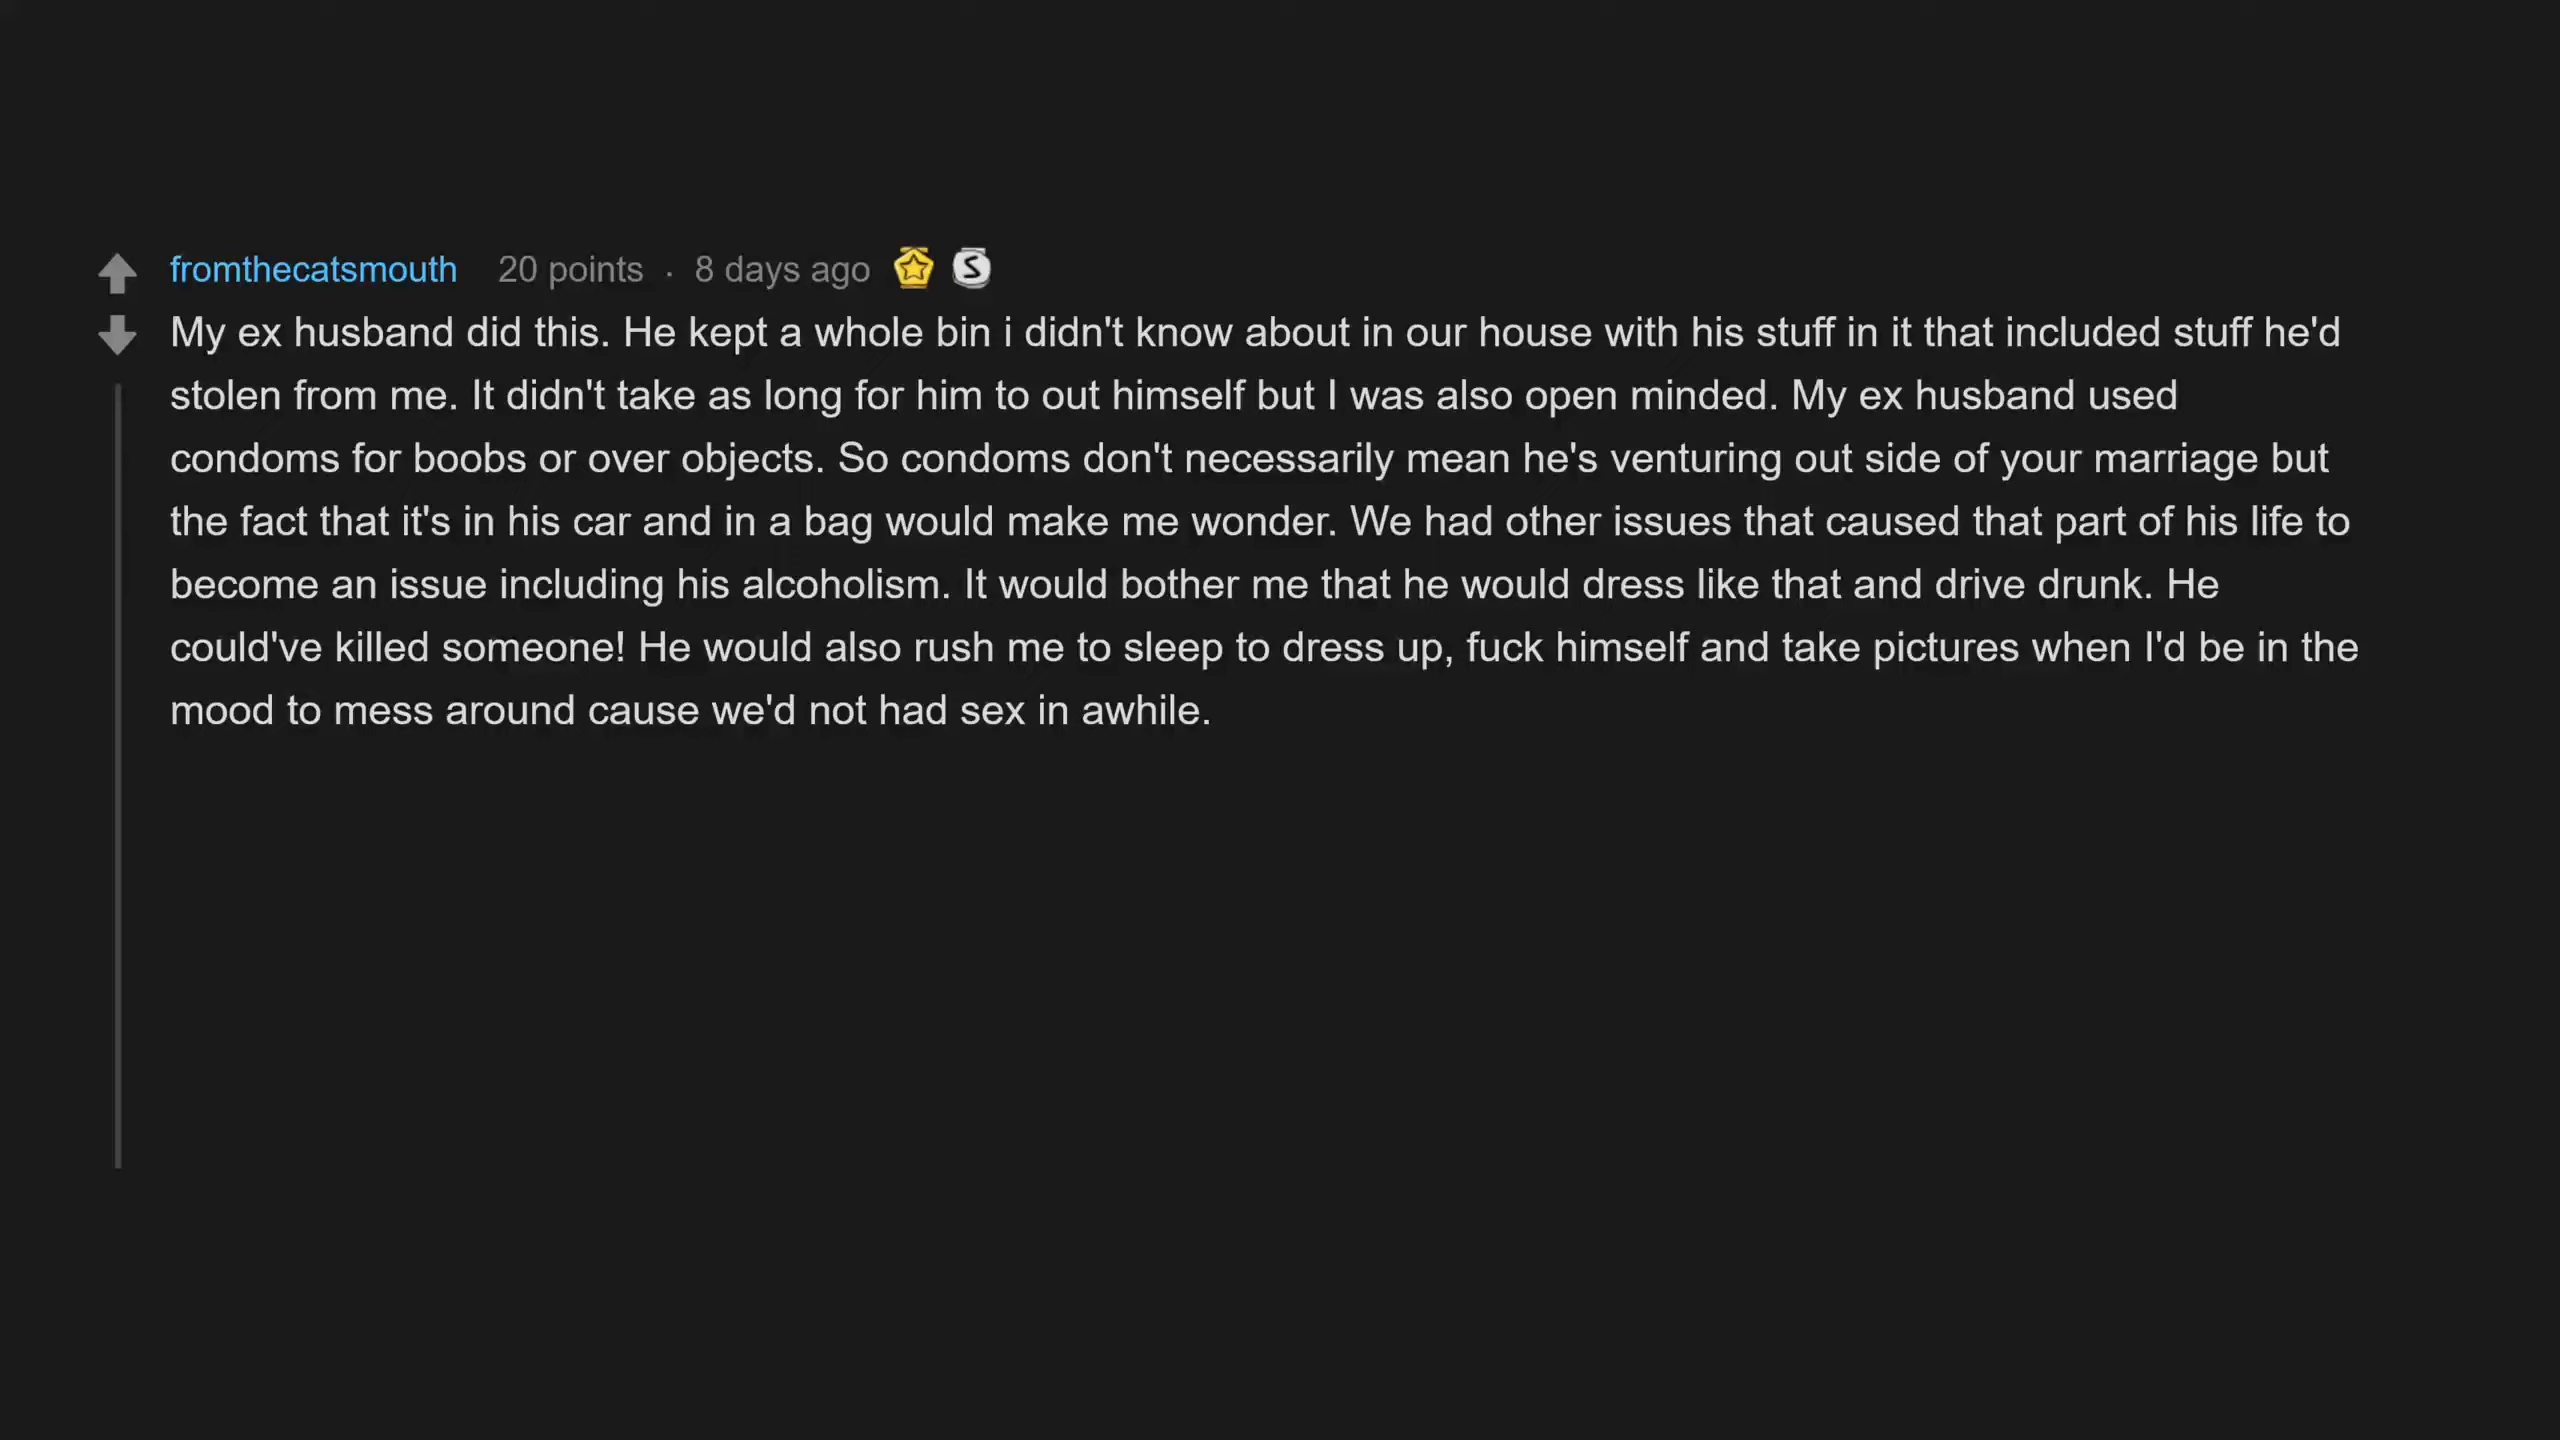 fromthecatsmouth 20 points · 8 days ago
My ex husband did this. He kept a whole bin i didn't know about in our house with his stuff in it that included stuff he'd
stolen from me. It didn't take as long for him to out himself but I was also open minded. My ex husband used
condoms for boobs or over objects. So condoms don't necessarily mean he's venturing out side of your marriage but
the fact that it's in his car and in a bag would make me wonder. We had other issues that caused that part of his life to
become an issue including his alcoholism. It would bother me that he would dress like that and drive drunk. He
could've killed someone! He would also rush me to sleep to dress up, fuck himself and take pictures when I'd be in the
mood to mess around cause we'd not had sex in awhile.